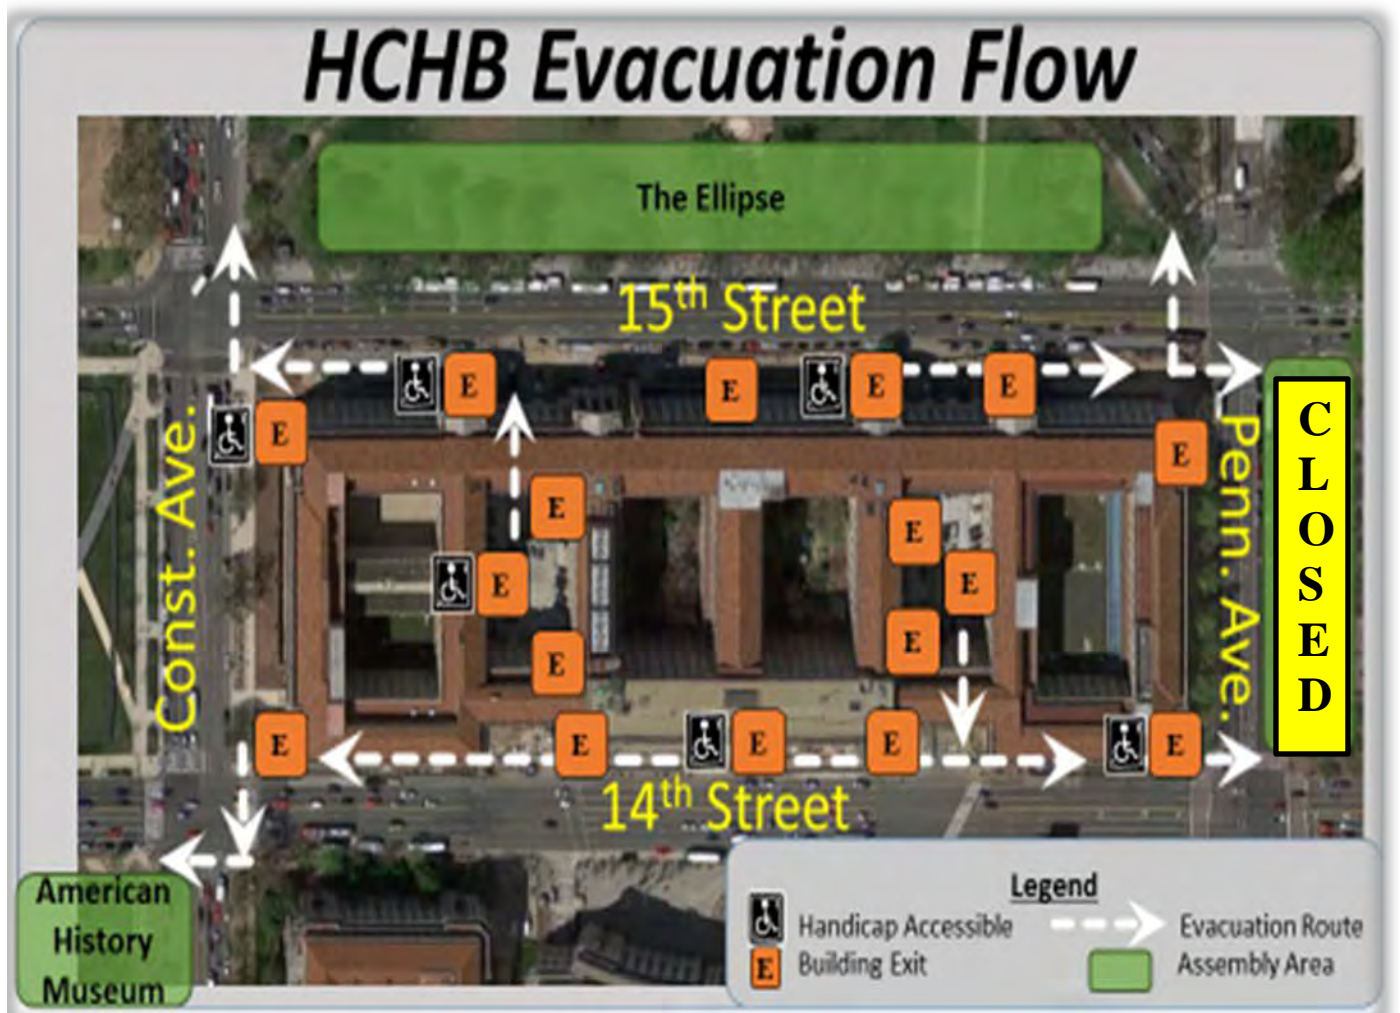 HCHB Evacuation Flow
The Ellipse
15th Street
E
E
E
E
E
E
Const. Ave.
Penn. Ave.
C
L
O
S
E
D
E
E
E
E
E
E
E
E
E
E
E
14th Street
American
History
Museum
Legend
Handicap Accessible
Evacuation Route
E
Building Exit
Assembly Area